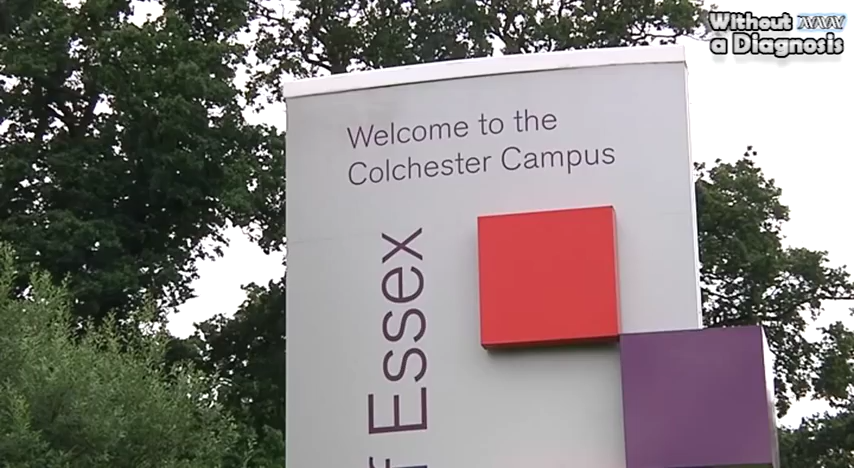 Without
a Diagnosis
Welcome to the
Colchester Campus
f Essex